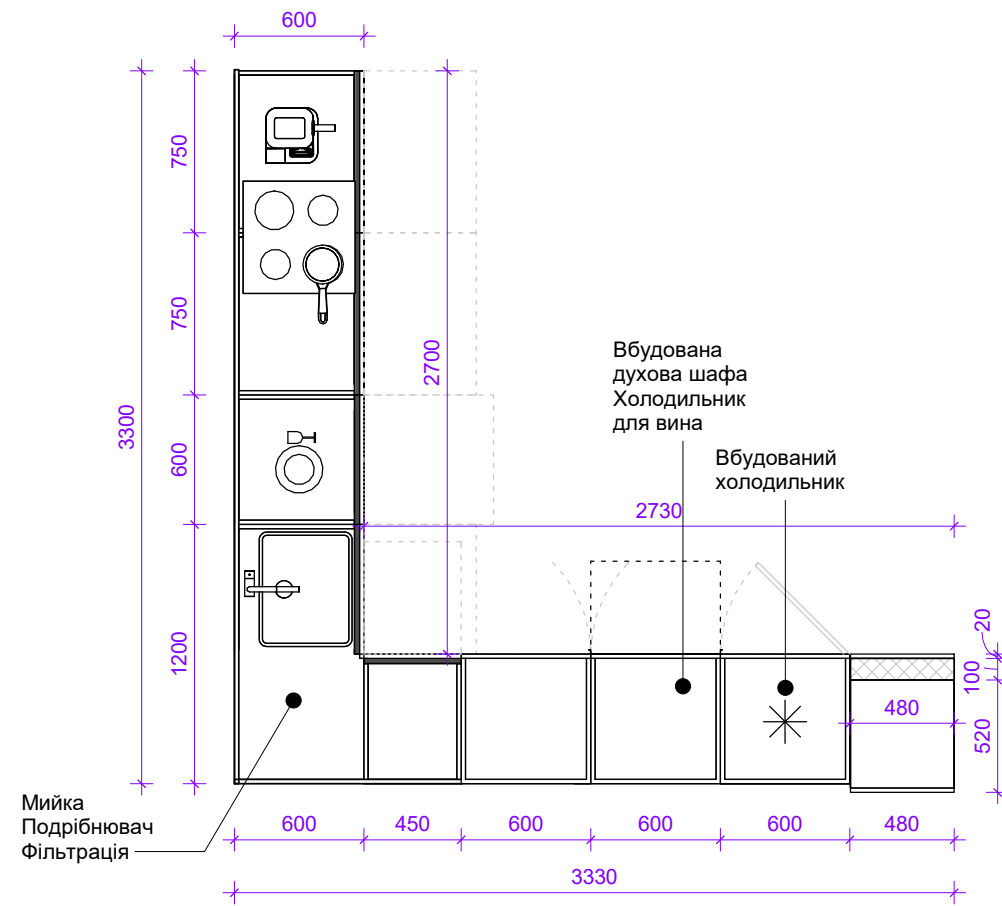 600
750
750
600
1200
3300
2700
Вбудована
духова шафа
Холодильник
для вина
Вбудований
холодильник
2730
20
100
520
480
Мийка
Подрібнювач
Фільтрація
600
450
600
600
600
480
3330